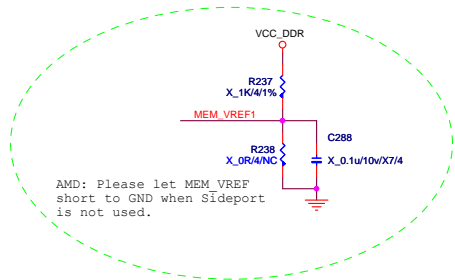 VCC_DDR
R237
X_1K/4/1%
MEM_VREF1
R238
X_0R/4/NC
C288
X_0.1u/10v/X7/4
AMD: Please let MEM_VREF
short to GND when Sideport
is not used.